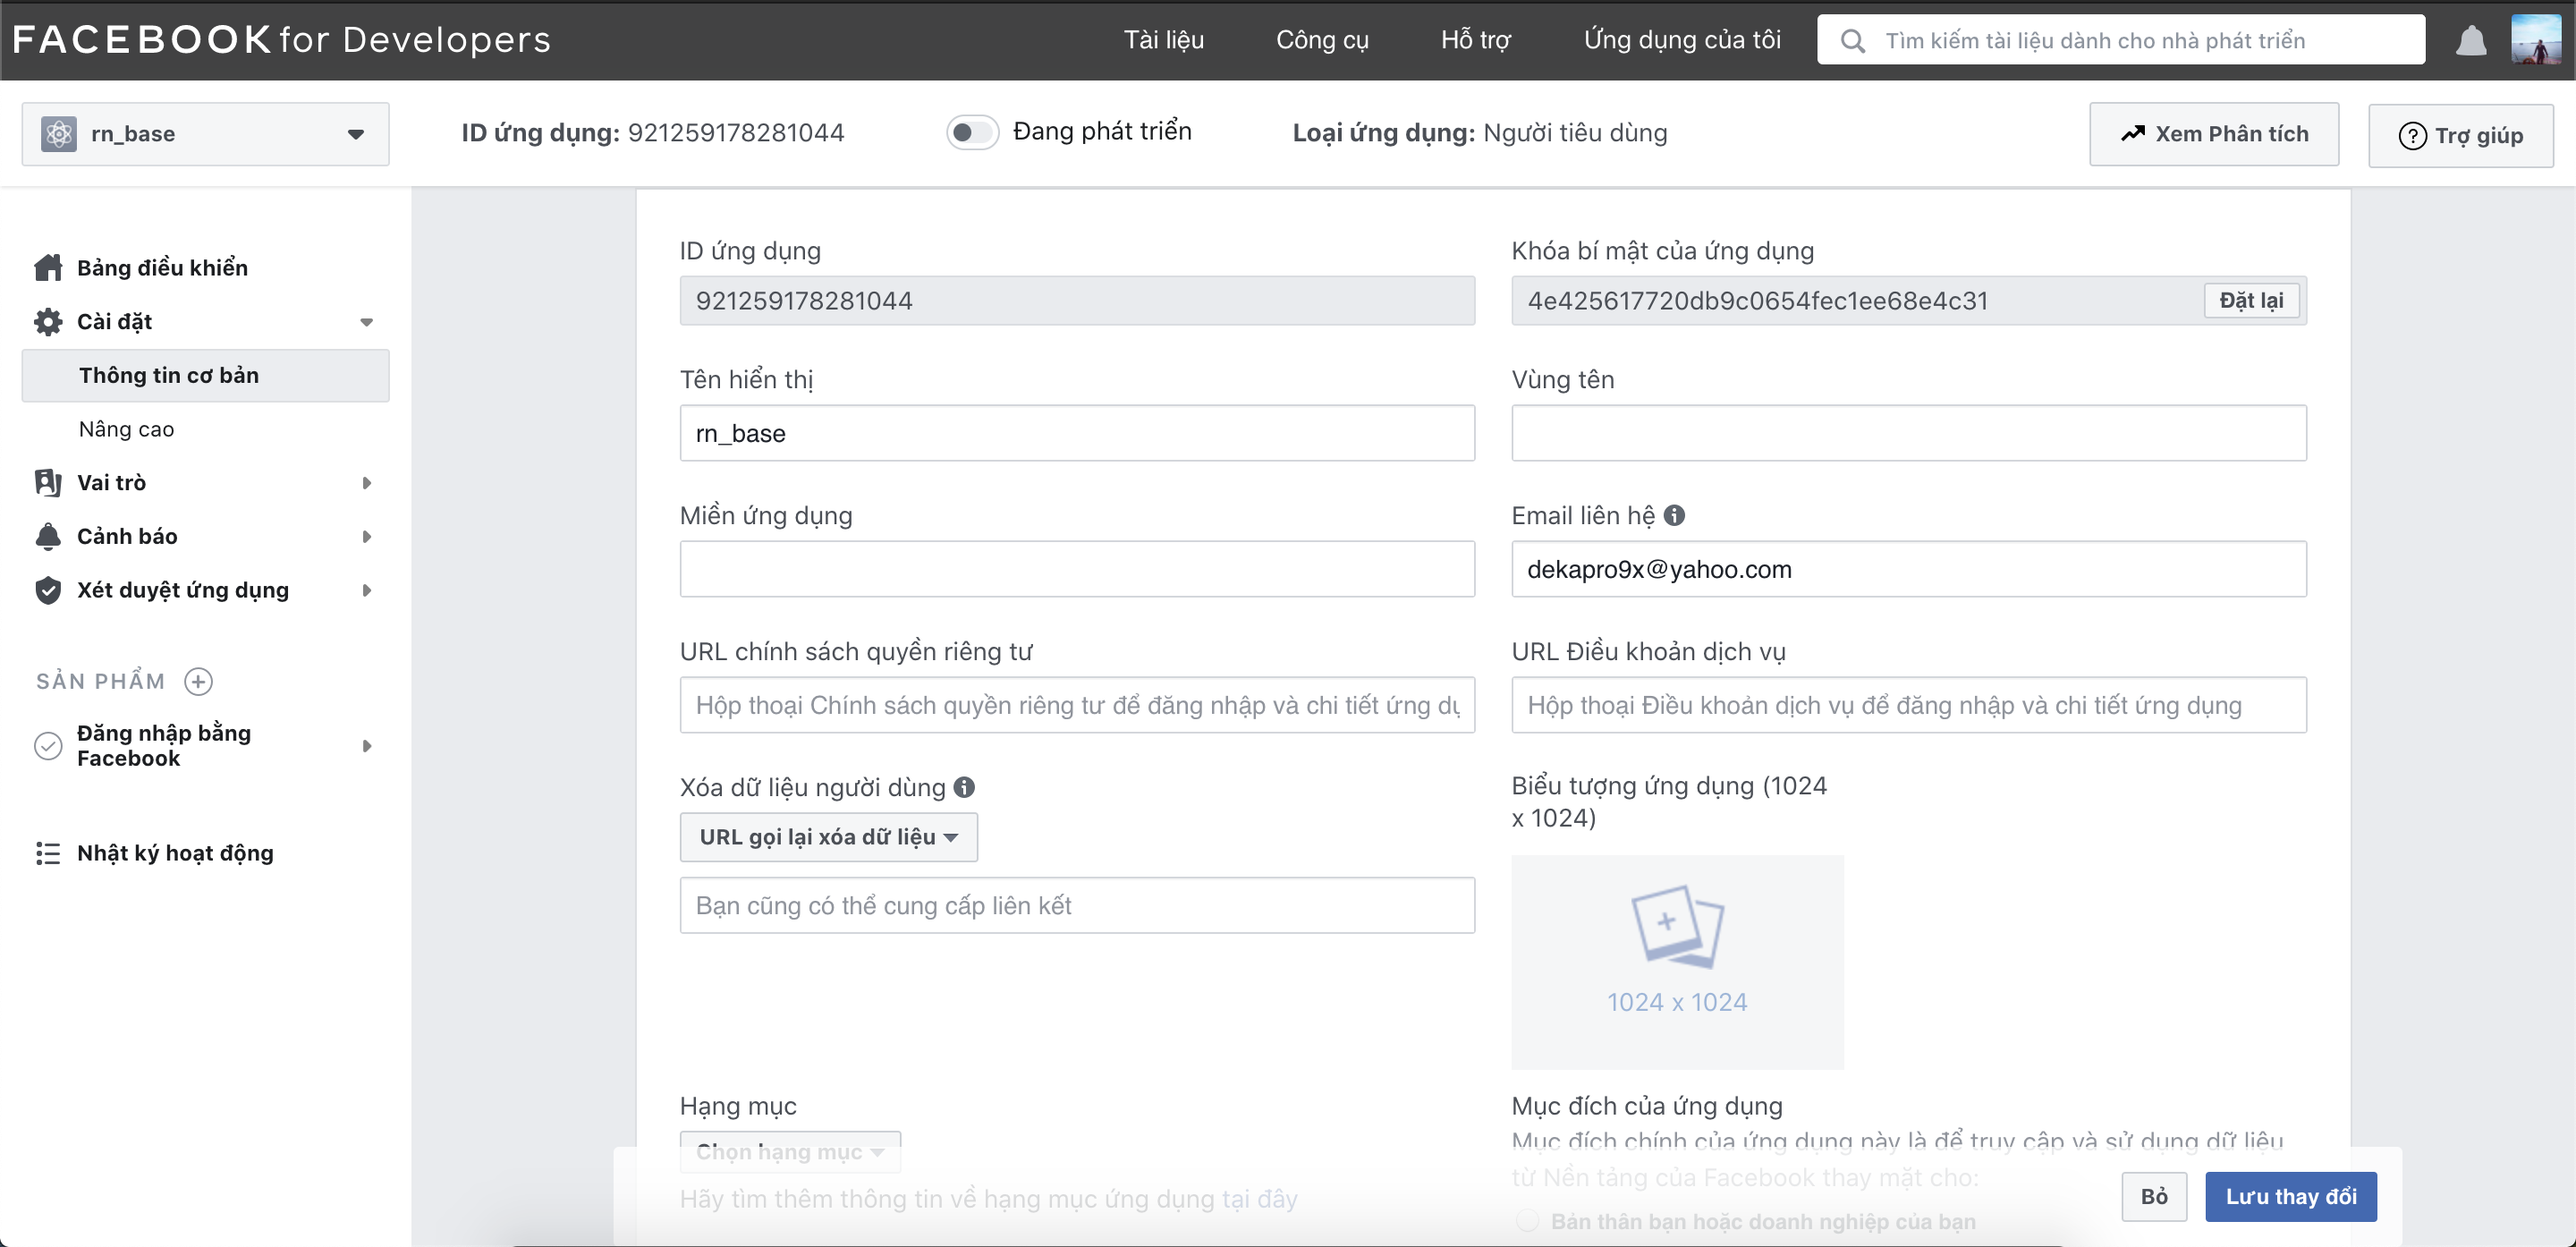 FACEBOOK for Developers
Tài liệu
Công cụ
Hỗ trợ
Ứng dụng của tôi
Tìm kiếm tài liệu dành cho nhà phát triển
rn_base
ID ứng dụng: 921259178281044
Đang phát triển
Loại ứng dụng: Người tiêu dùng
Xem Phân tích
Trợ giúp
Bảng điều khiển
Cài đặt
Thông tin cơ bản
Nâng cao
Vai trò
Cảnh báo
Xét duyệt ứng dụng
SẢN PHẨM
Đăng nhập bằng
Facebook
Nhật ký hoạt động
ID ứng dụng
921259178281044
Khóa bí mật của ứng dụng
4e425617720db9c0654fec1ee68e4c31
Đặt lại
Tên hiển thị
rn_base
Vùng tên
Miền ứng dụng
Email liên hệ
dekapro9x@yahoo.com
URL chính sách quyền riêng tư
Hộp thoại Chính sách quyền riêng tư để đăng nhập và chi tiết ứng dụ
URL Điều khoản dịch vụ
Hộp thoại Điều khoản dịch vụ để đăng nhập và chi tiết ứng dụng
Xóa dữ liệu người dùng
URL gọi lại xóa dữ liệu
Bạn cũng có thể cung cấp liên kết
Biểu tượng ứng dụng (1024
x 1024)
1024 x 1024
Hạng mục
Chọn hạng mục
Hãy tìm thêm thông tin về hạng mục ứng dụng tại đây
Mục đích của ứng dụng
Mục đích chính của ứng dụng này là để truy cập và sử dụng dữ liệu
từ Nền tảng của Facebook thay mặt cho:
Bản thân bạn hoặc doanh nghiệp của bạn
Bỏ
Lưu thay đổi